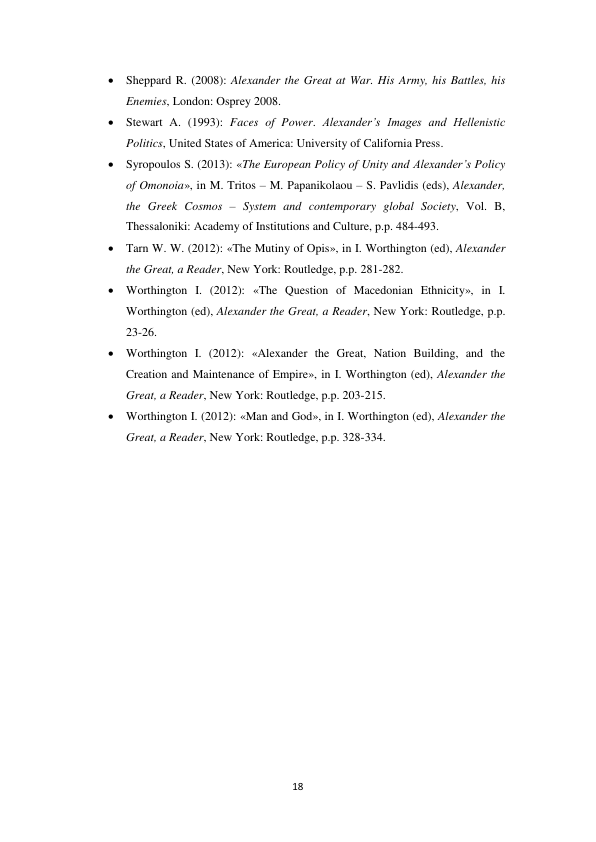 • Sheppard R. (2008): Alexander the Great at War. His Army, his Battles, his
Enemies, London: Osprey 2008.
• Stewart A. (1993): Faces of Power. Alexander’s Images and Hellenistic
Politics, United States of America: University of California Press.
• Syropoulos S. (2013): «The European Policy of Unity and Alexander’s Policy
of Omonoia», in M. Tritos – M. Papanikolaou – S. Pavlidis (eds), Alexander,
the Greek Cosmos – System and contemporary global Society, Vol. B,
Thessaloniki: Academy of Institutions and Culture, p.p. 484-493.
• Tarn W. W. (2012): «The Mutiny of Opis», in I. Worthington (ed), Alexander
the Great, a Reader, New York: Routledge, p.p. 281-282.
• Worthington I. (2012): «The Question of Macedonian Ethnicity», in I.
Worthington (ed), Alexander the Great, a Reader, New York: Routledge, p.p.
23-26.
• Worthington I. (2012): «Alexander the Great, Nation Building, and the
Creation and Maintenance of Empire», in I. Worthington (ed), Alexander the
Great, a Reader, New York: Routledge, p.p. 203-215.
• Worthington I. (2012): «Man and God», in I. Worthington (ed), Alexander the
Great, a Reader, New York: Routledge, p.p. 328-334.
18